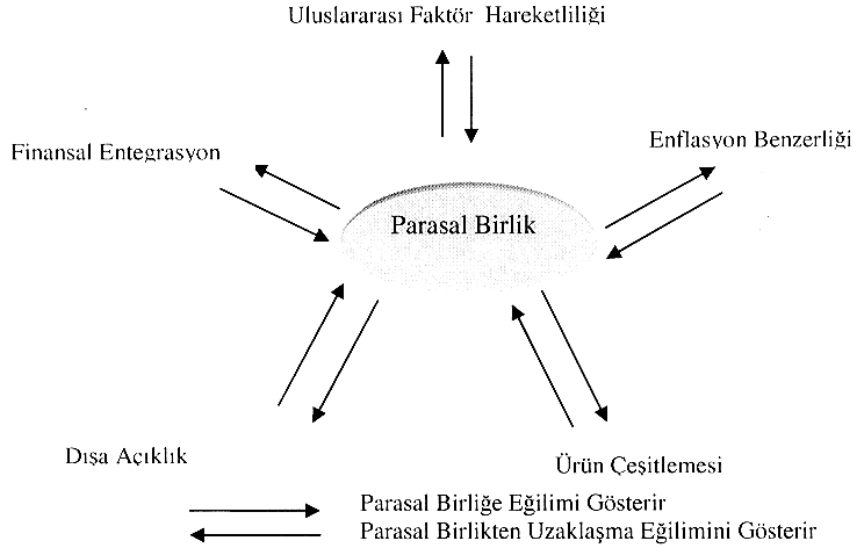 Uluslararası Faktör Hareketliliği
Finansal Entegrasyon
Enflasyon Benzerliği
Parasal Birlik
Dışa Açıklık
Ürün Çeşitlemesi
Parasal Birliğe Eğilimi Gösterir
Parasal Birlikten Uzaklaşma Eğilimini Gösterir